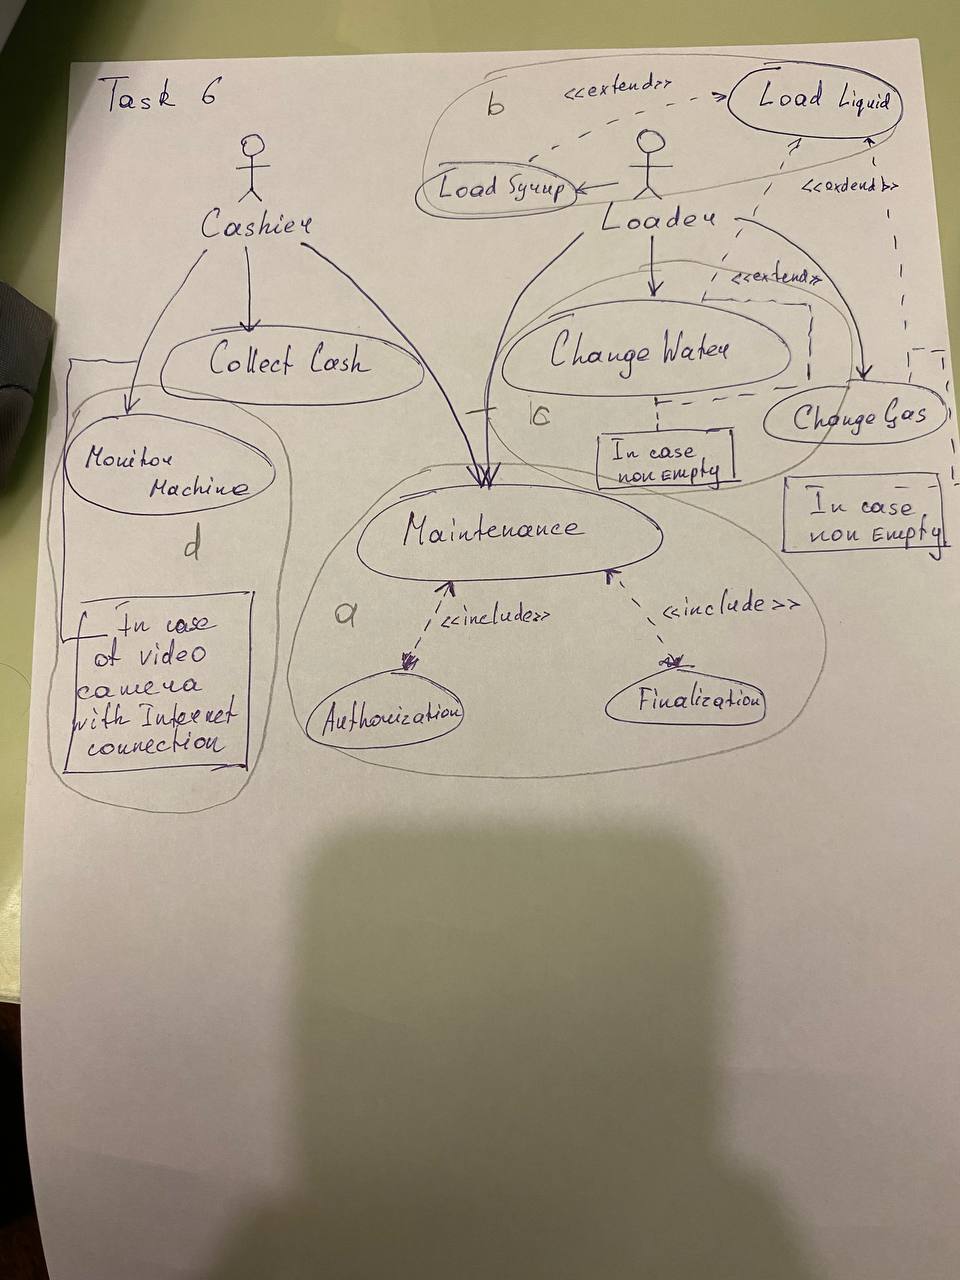 Task 6
b
<<extend>>
Load Liquid
Load Syrup
<<extend>>
Cashier
Loader
<<extend>>
Collect Cash
Change Water
c
Change Gas
Monitor
Machine
In case
non Empty
In case
non Empty
Maintenance
d
a
<<include>>
<<include>>
In case
of video
camera
with Internet
connection
Authorization
Finalization